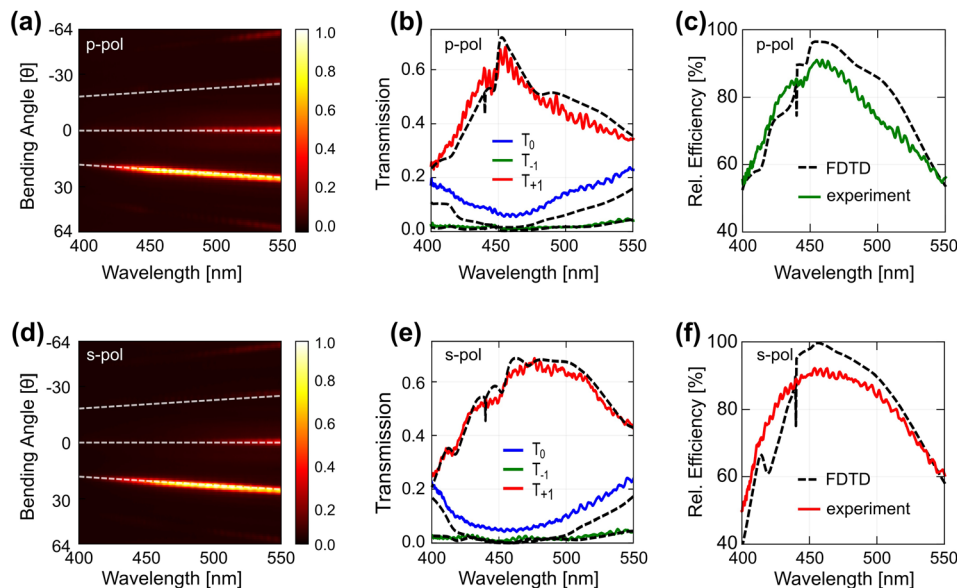 (a)
p-pol
Bending Angle [θ]
-64
-30
0
30
64
400
450
500
550
Wavelength [nm]
1.0
0.8
0.6
0.4
0.2
0.0
(b)
p-pol
Transmission
0.6
0.4
0.2
0.0
T0
T-1
T+1
400
450
500
550
Wavelength [nm]
(c)
p-pol
Rel. Efficiency [%]
100
80
60
40
FDTD
experiment
400
450
500
550
Wavelength [nm]
(d)
s-pol
Bending Angle [θ]
-64
-30
0
30
64
400
450
500
550
Wavelength [nm]
1.0
0.8
0.6
0.4
0.2
0.0
(e)
s-pol
Transmission
0.6
0.4
0.2
0.0
T0
T-1
T+1
400
450
500
550
Wavelength [nm]
(f)
s-pol
Rel. Efficiency [%]
100
80
60
40
FDTD
experiment
400
450
500
550
Wavelength [nm]